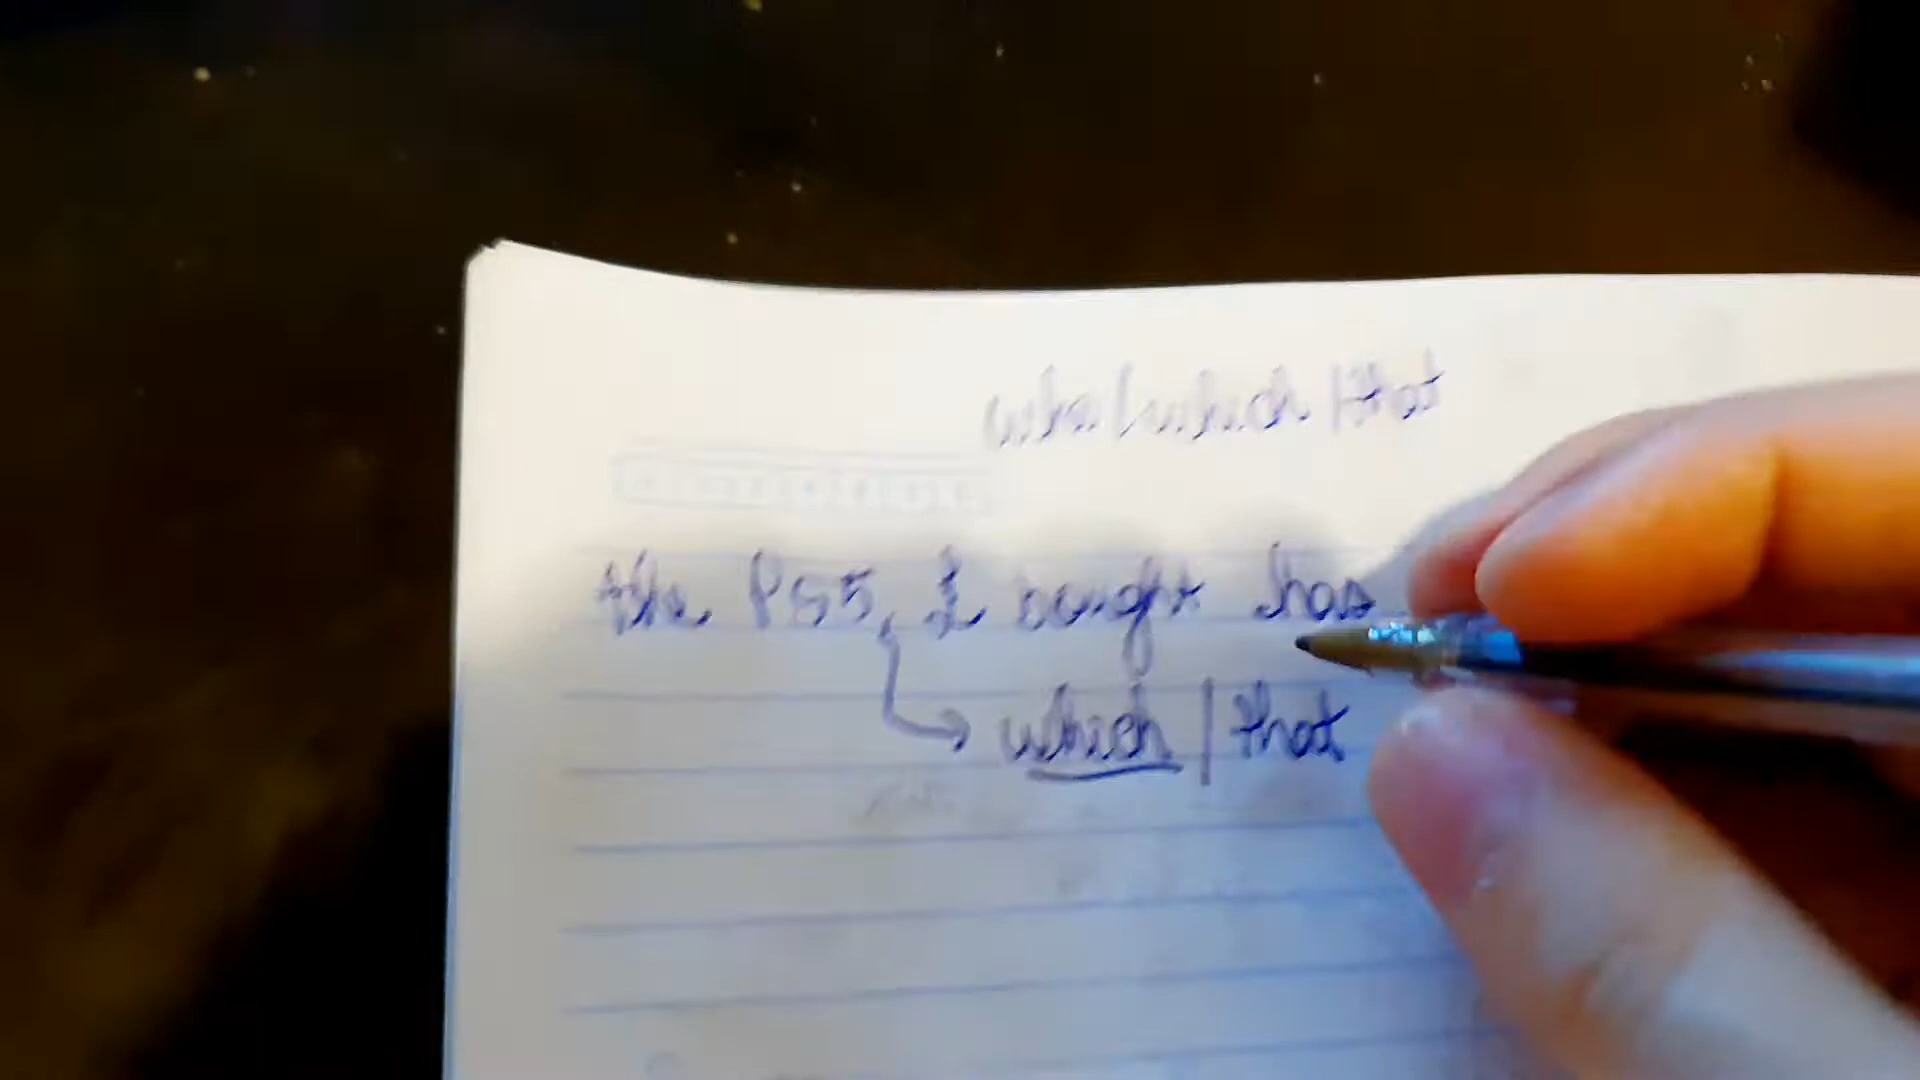 who/which/that
the PS5, I bought has
which/that